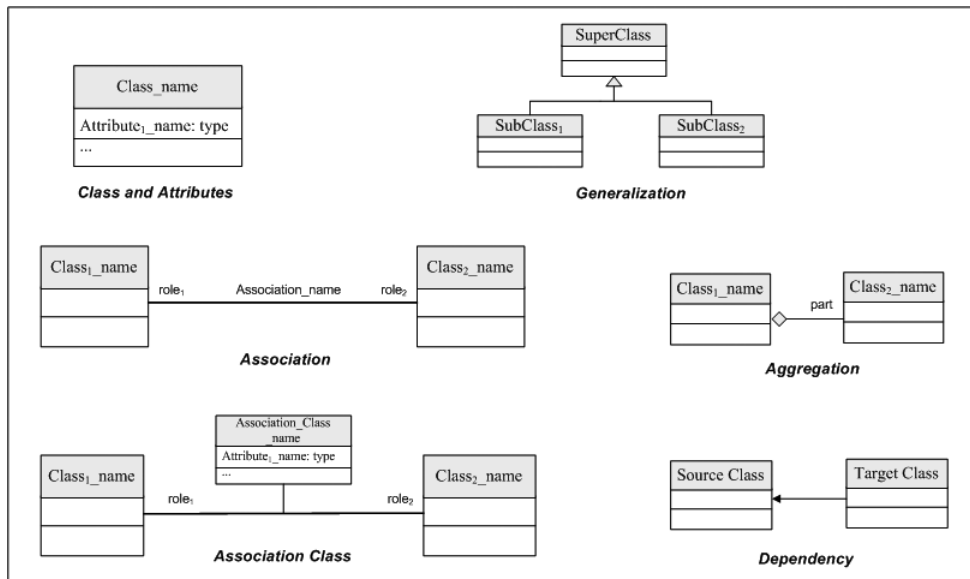 Class_name
Attribute₁_name: type
...
Class and Attributes
SuperClass
SubClass₁
SubClass₂
Generalization
Class₁_name
role₁
Association_name
role₂
Class₂_name
Association
Class₁_name
part
Class₂_name
Aggregation
Association_Class
_name
Attribute₁_name: type
...
Class₁_name
role₁
role₂
Class₂_name
Association Class
Source Class
Target Class
Dependency